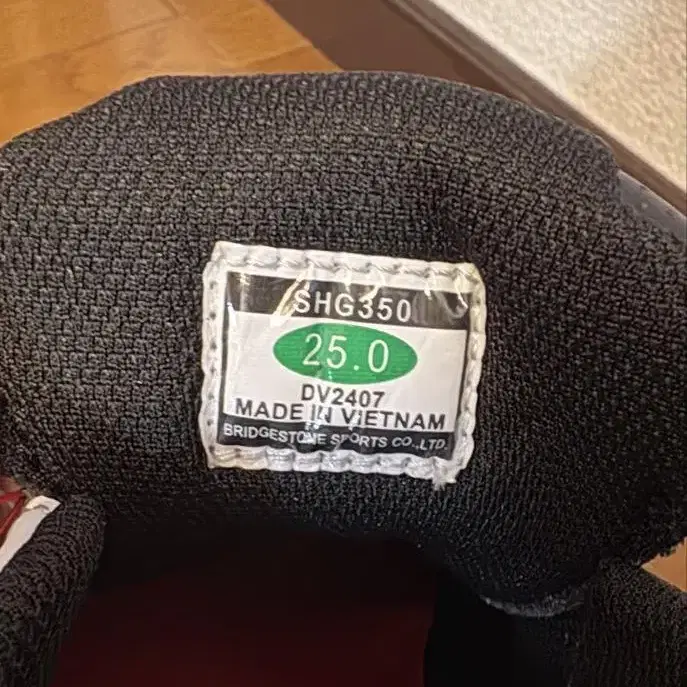 SHG350
25.0
DV2407
MADE IN VIETNAM
BRIDGESTONE SPORTS CO.,LTD.